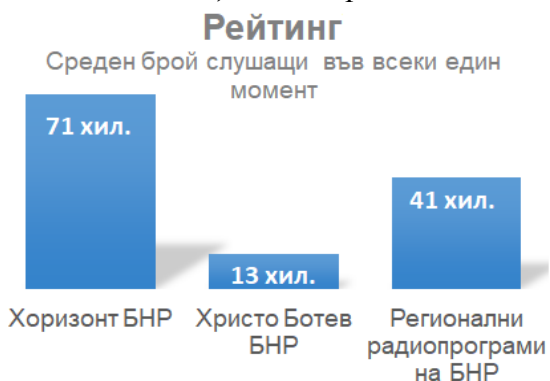 Рейтинг
Среден брой слушащи във всеки един
момент
71 хил.
13 хил.
41 хил.
Хоризонт БНР
Христо Ботев
БНР
Регионални
радиопрограми
на БНР